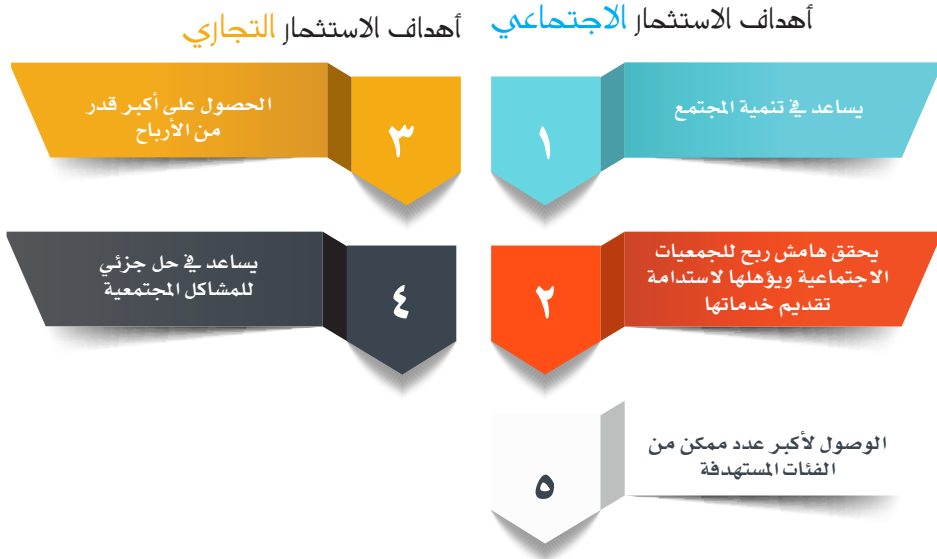 أهداف الاستثمار الاجتماعي
١
يساعد في تنمية المجتمع
٢
يحقق هامش ربح للجمعيات
الاجتماعية ويؤهلها لاستدامة
تقديم خدماتها
٥
الوصول لأكبر عدد ممكن من
الفئات المستهدفة
أهداف الاستثمار التجاري
٣
الحصول على أكبر قدر
من الأرباح
٤
يساعد في حل جزئي
للمشاكل المجتمعية